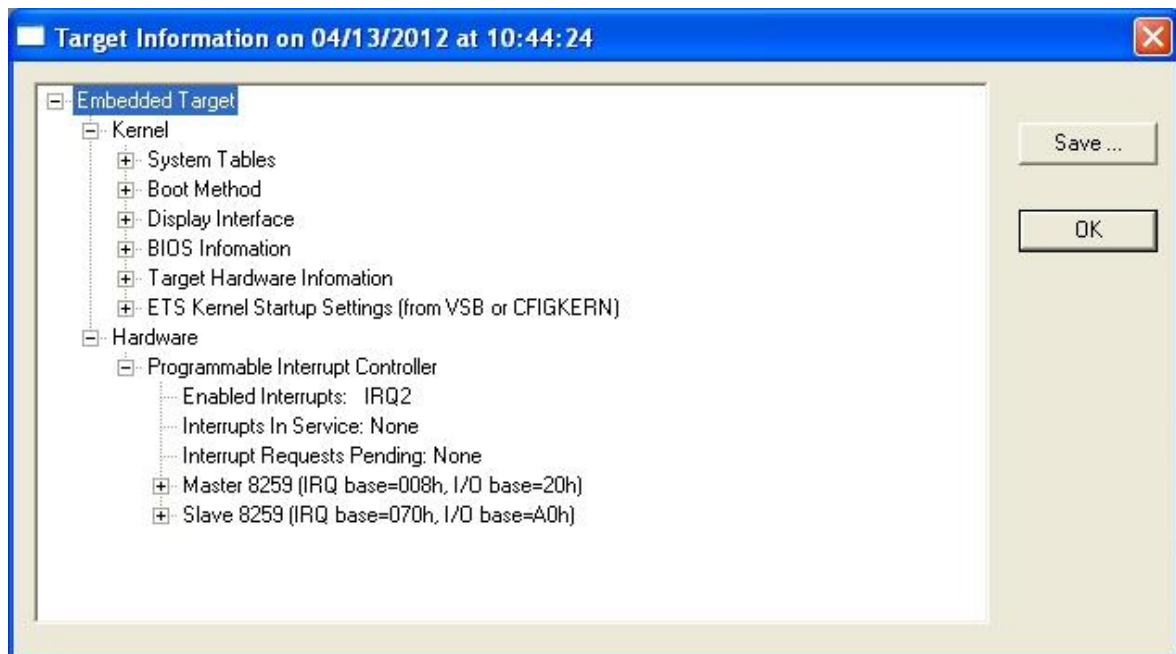 Target Information on 04/13/2012 at 10:44:24
Embedded Target
Kernel
System Tables
Boot Method
Display Interface
BIOS Infomation
Target Hardware Infomation
ETS Kernel Startup Settings (from VSB or CFIGKERN)
Hardware
Programmable Interrupt Controller
Enabled Interrupts: IRQ2
Interrupts In Service: None
Interrupt Requests Pending: None
Master 8259 (IRQ base=008h, I/O base=20h)
Slave 8259 (IRQ base=070h, I/O base=A0h)
Save ...
OK